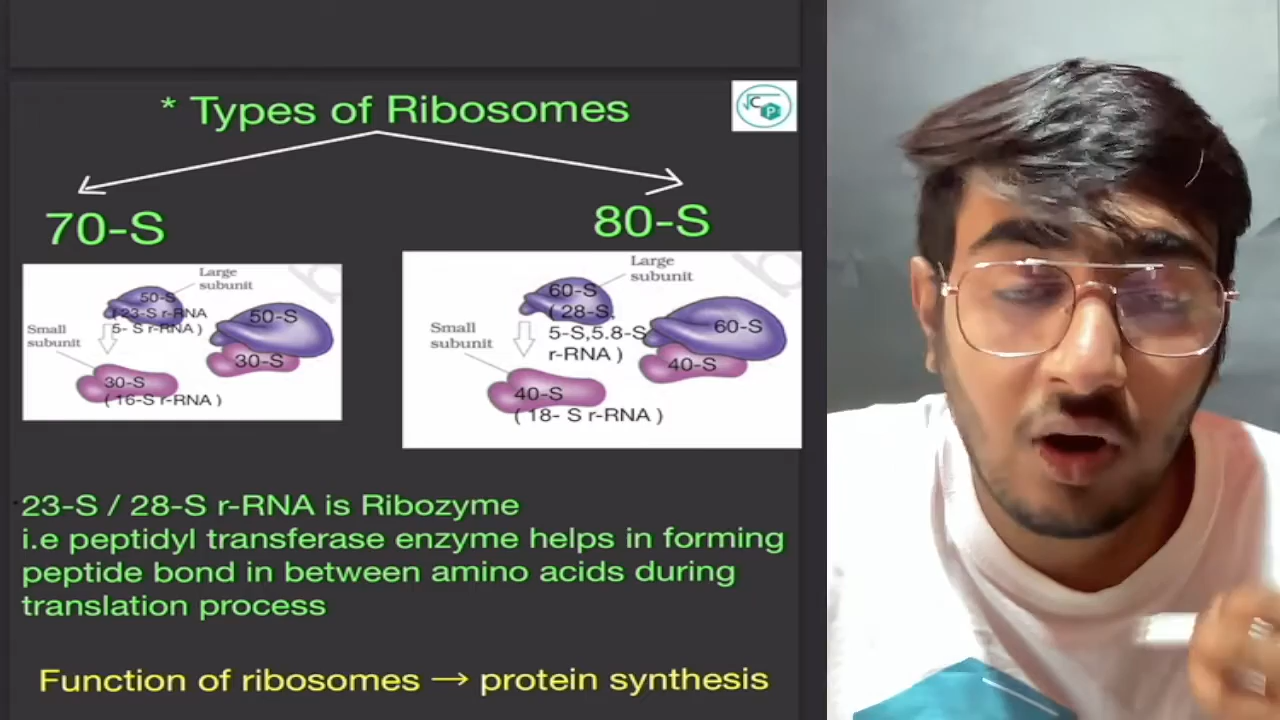 * Types of Ribosomes
C
P
70-S
80-S
Large
subunit
50-S
( 23-S r-RNA
5- S r-RNA )
Small
subunit
30-S
( 16-S r-RNA )
50-S
30-S
Large
subunit
60-S
( 28-S,
5-S,5.8-S
r-RNA )
Small
subunit
40-S
( 18- S r-RNA )
60-S
40-S
23-S / 28-S r-RNA is Ribozyme
i.e peptidyl transferase enzyme helps in forming
peptide bond in between amino acids during
translation process
Function of ribosomes → protein synthesis